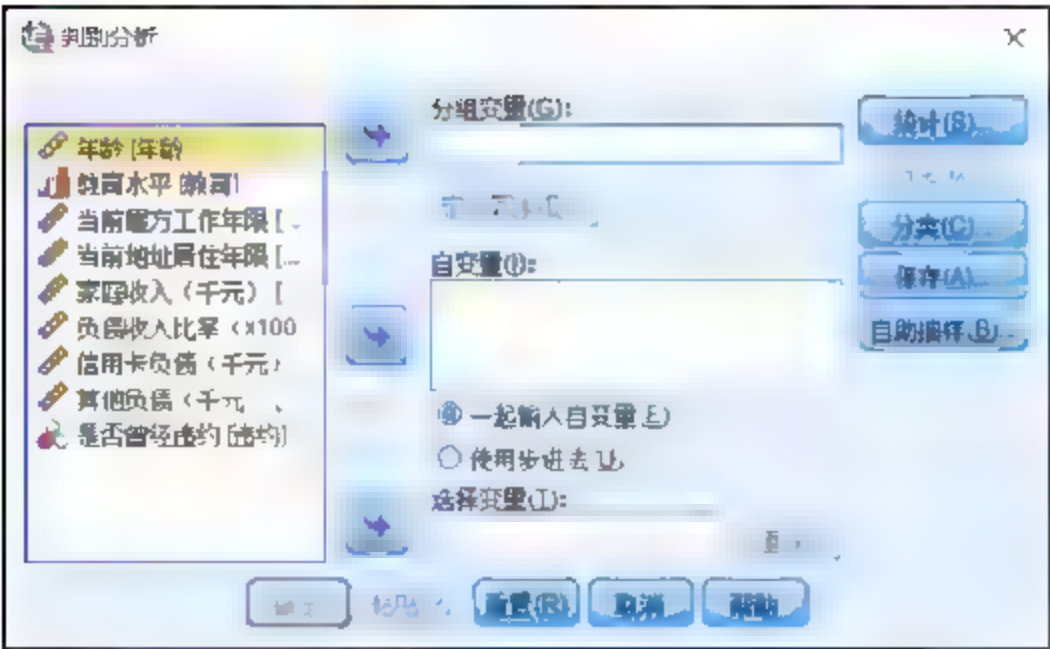 判别分析
分组变量(G):
统计(S)...
年龄 [年龄
教育水平 [教育]
当前雇方工作年限 [...
当前地址居住年限 [...
家庭收入（千元） [
负债收入比率（x100
信用卡负债（千元）
其他负债（千元
是否曾经违约 [违约]
分类(C)...
自变量(I):
保存(A)...
自助抽样(B)...
一起输入自变量(E)
使用步进法(U)
选择变量(T):
重置(R)
取消
帮助